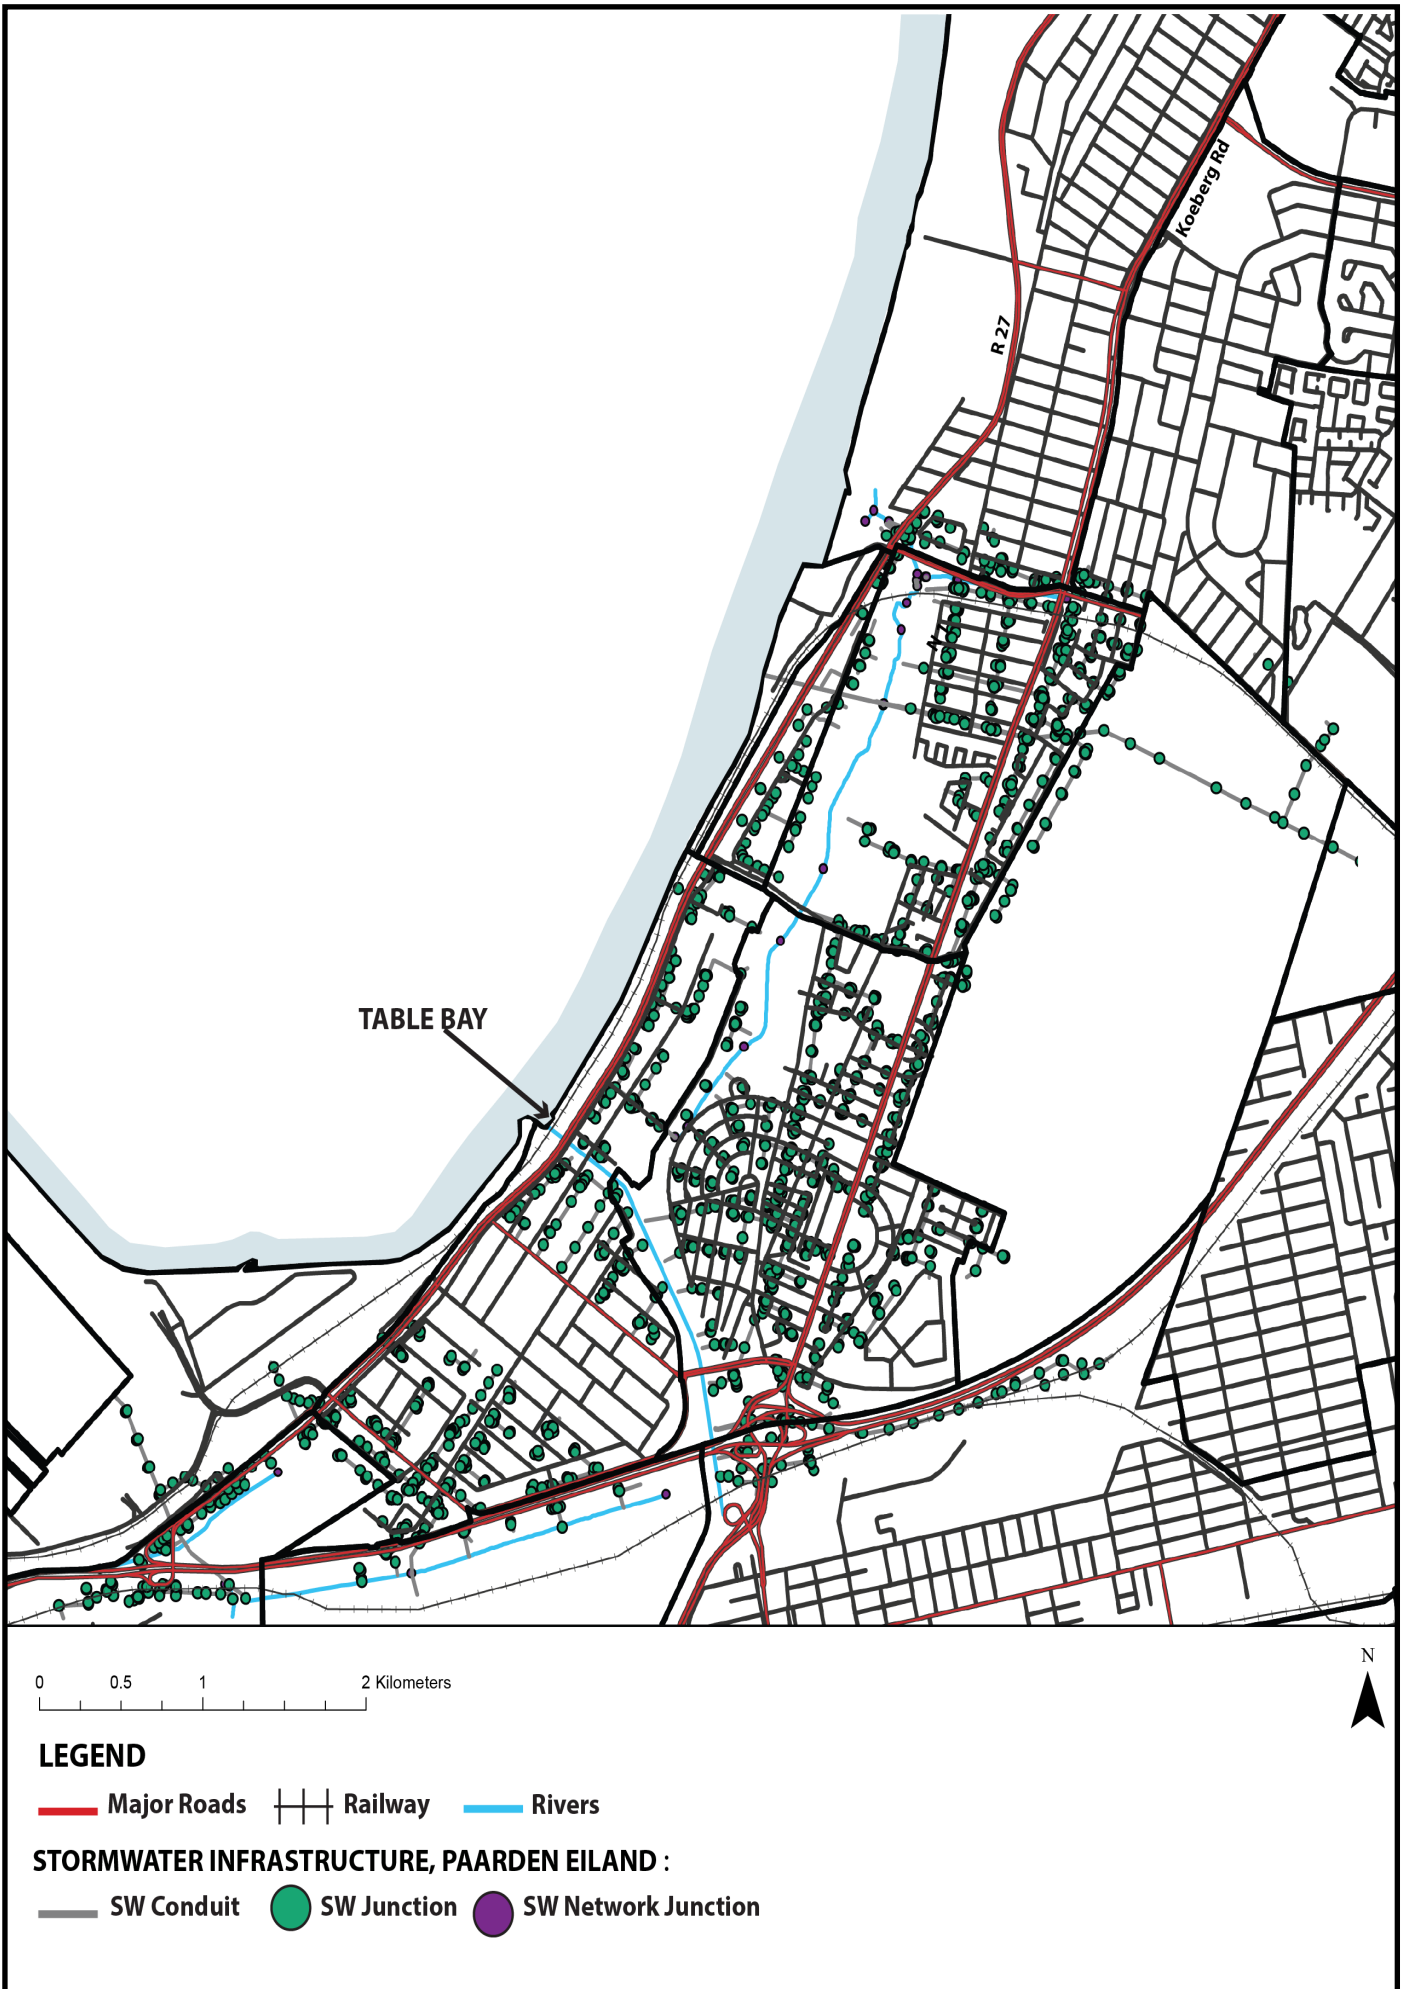 Koeberg Rd
R 27
N 7
TABLE BAY
0 0.5 1 2 Kilometers
N
LEGEND
Major Roads Railway Rivers
STORMWATER INFRASTRUCTURE, PAARDEN EILAND :
SW Conduit SW Junction SW Network Junction